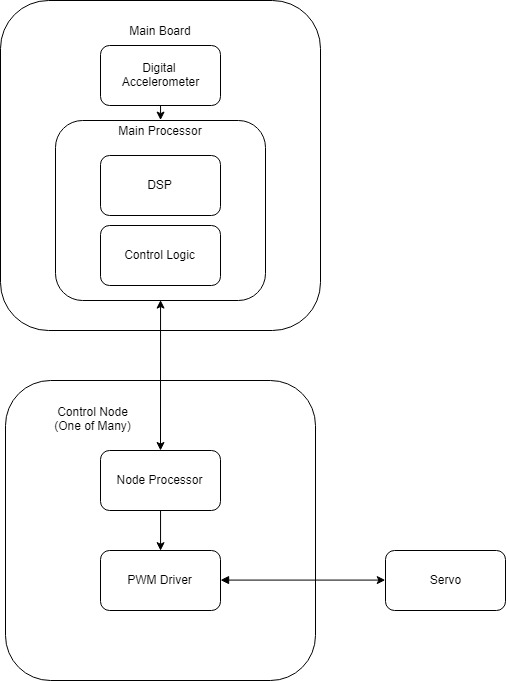 Main Board
Digital
Accelerometer
Main Processor
DSP
Control Logic
Control Node
(One of Many)
Node Processor
PWM Driver
Servo